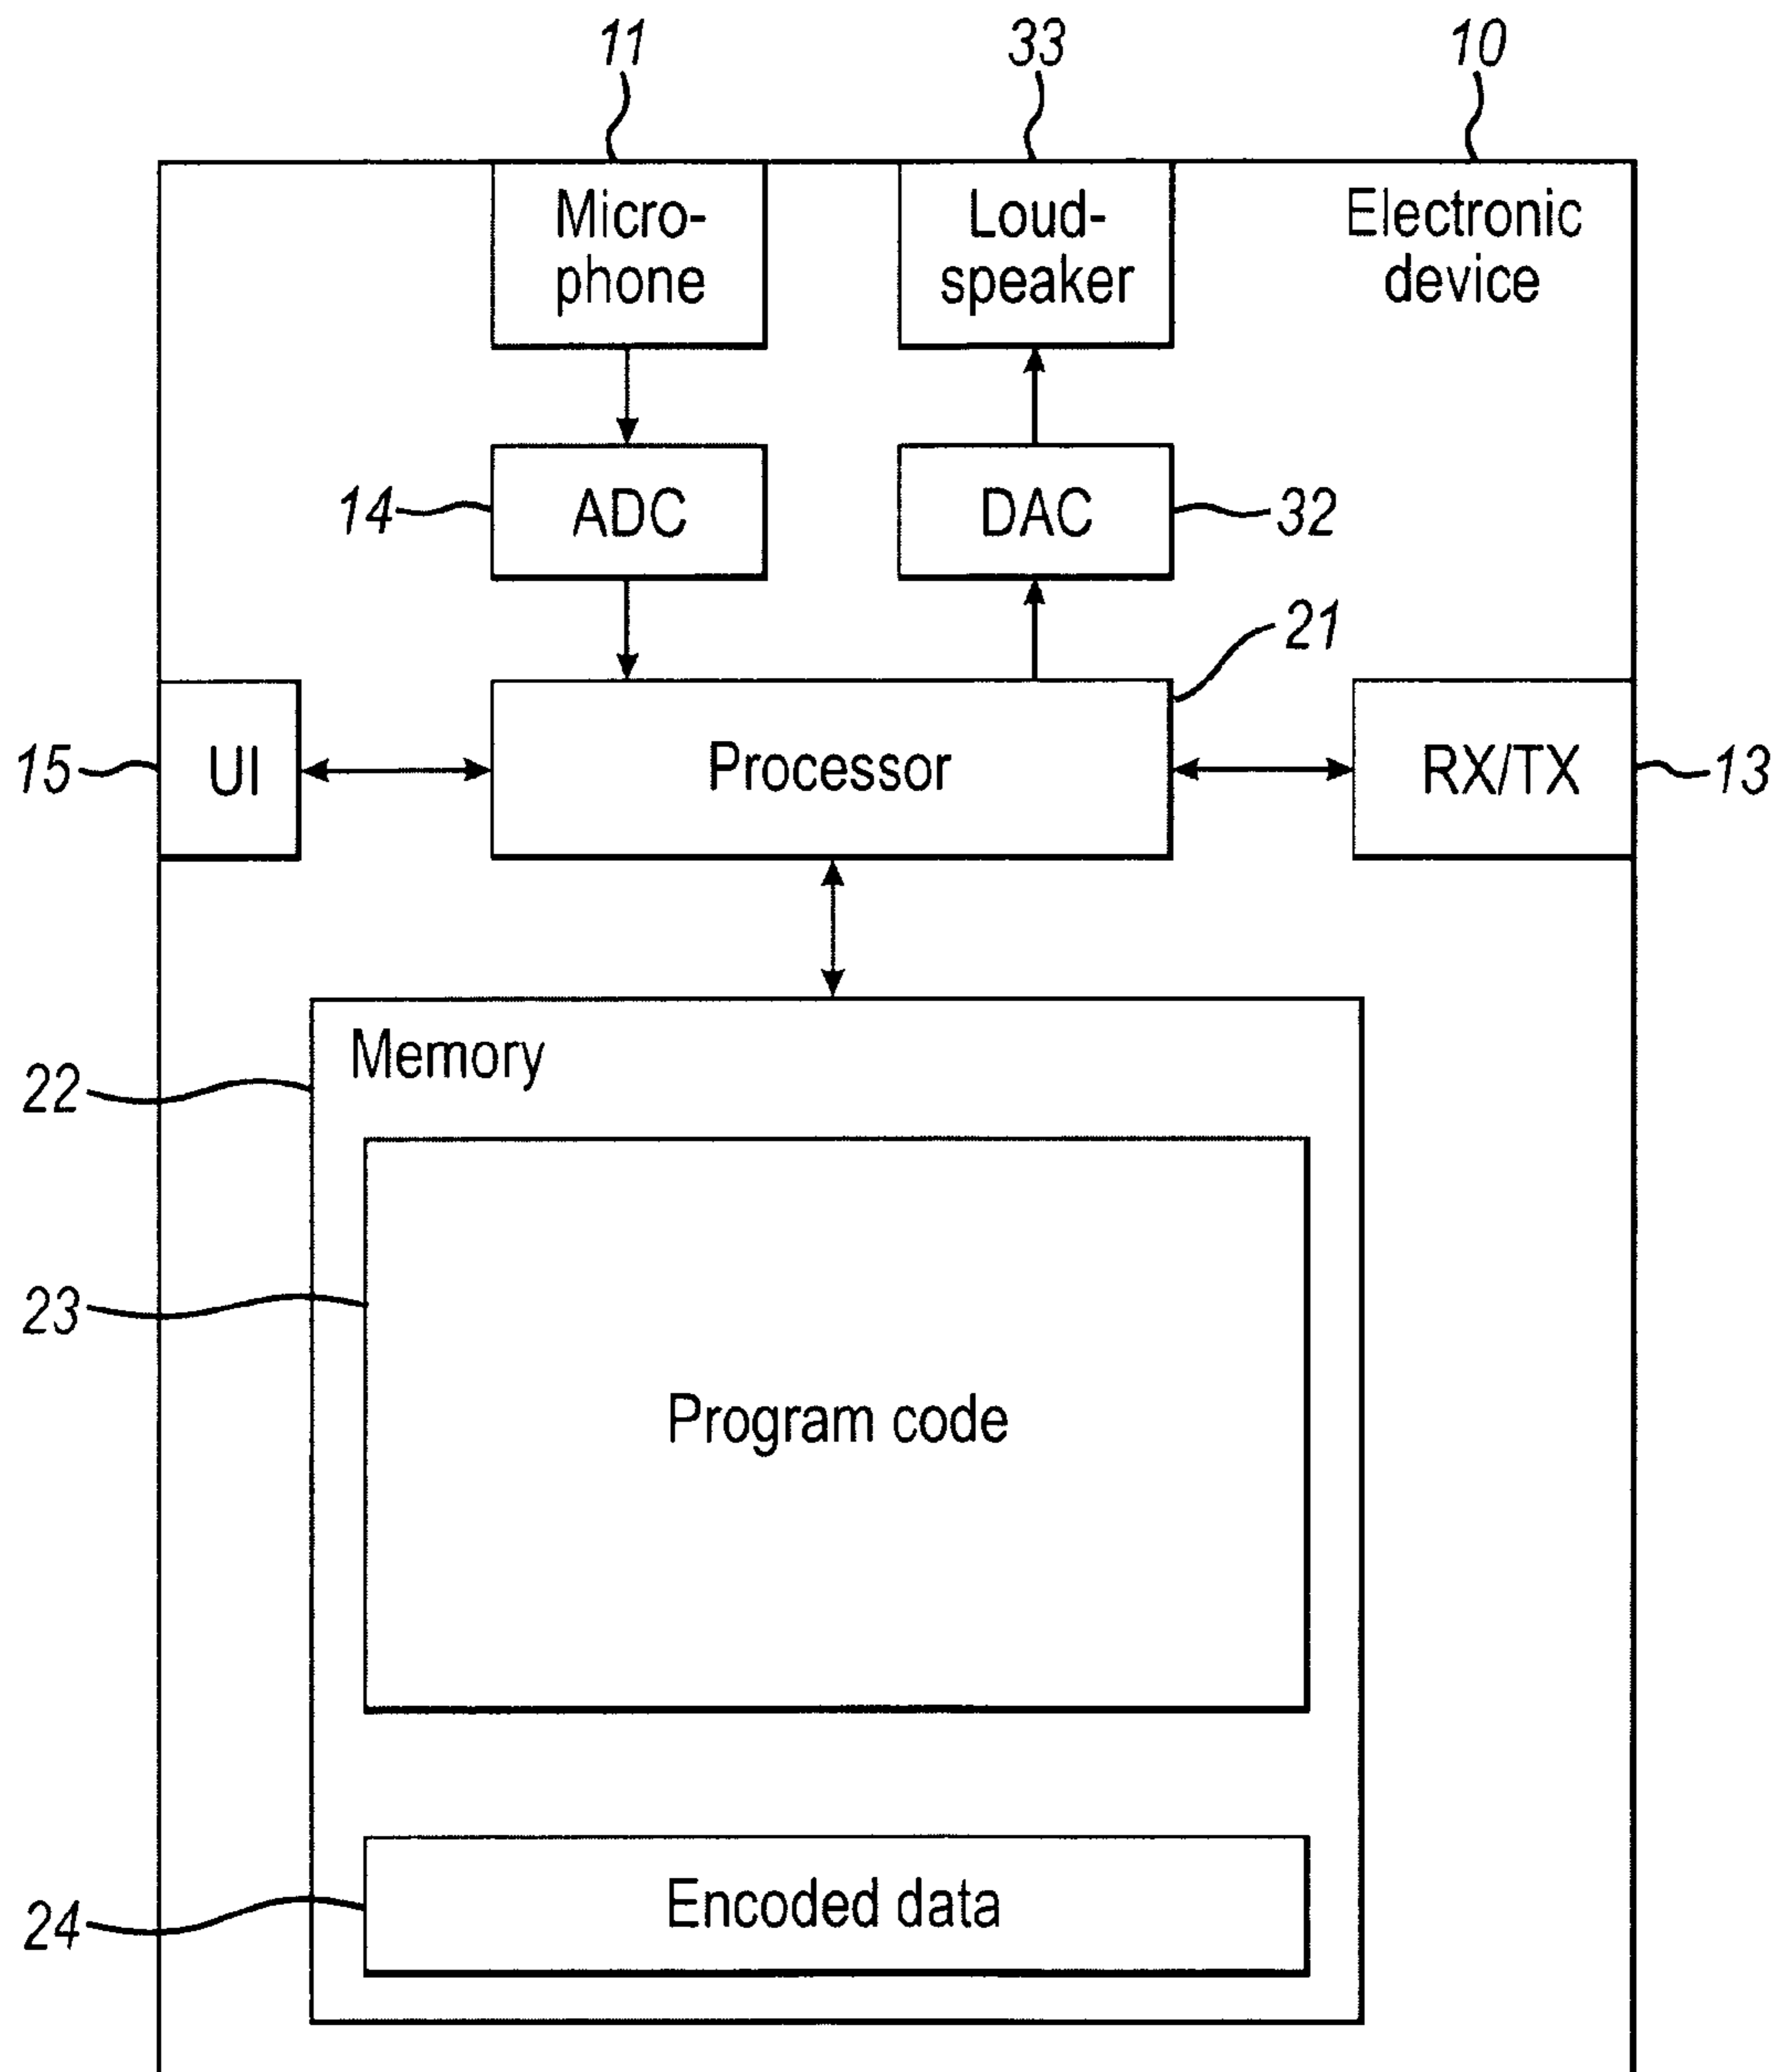 11
33
10
Micro-
phone
Loud-
speaker
Electronic
device
14
ADC
DAC
32
21
15
UI
Processor
RX/TX
13
Memory
22
23
Program code
24
Encoded data